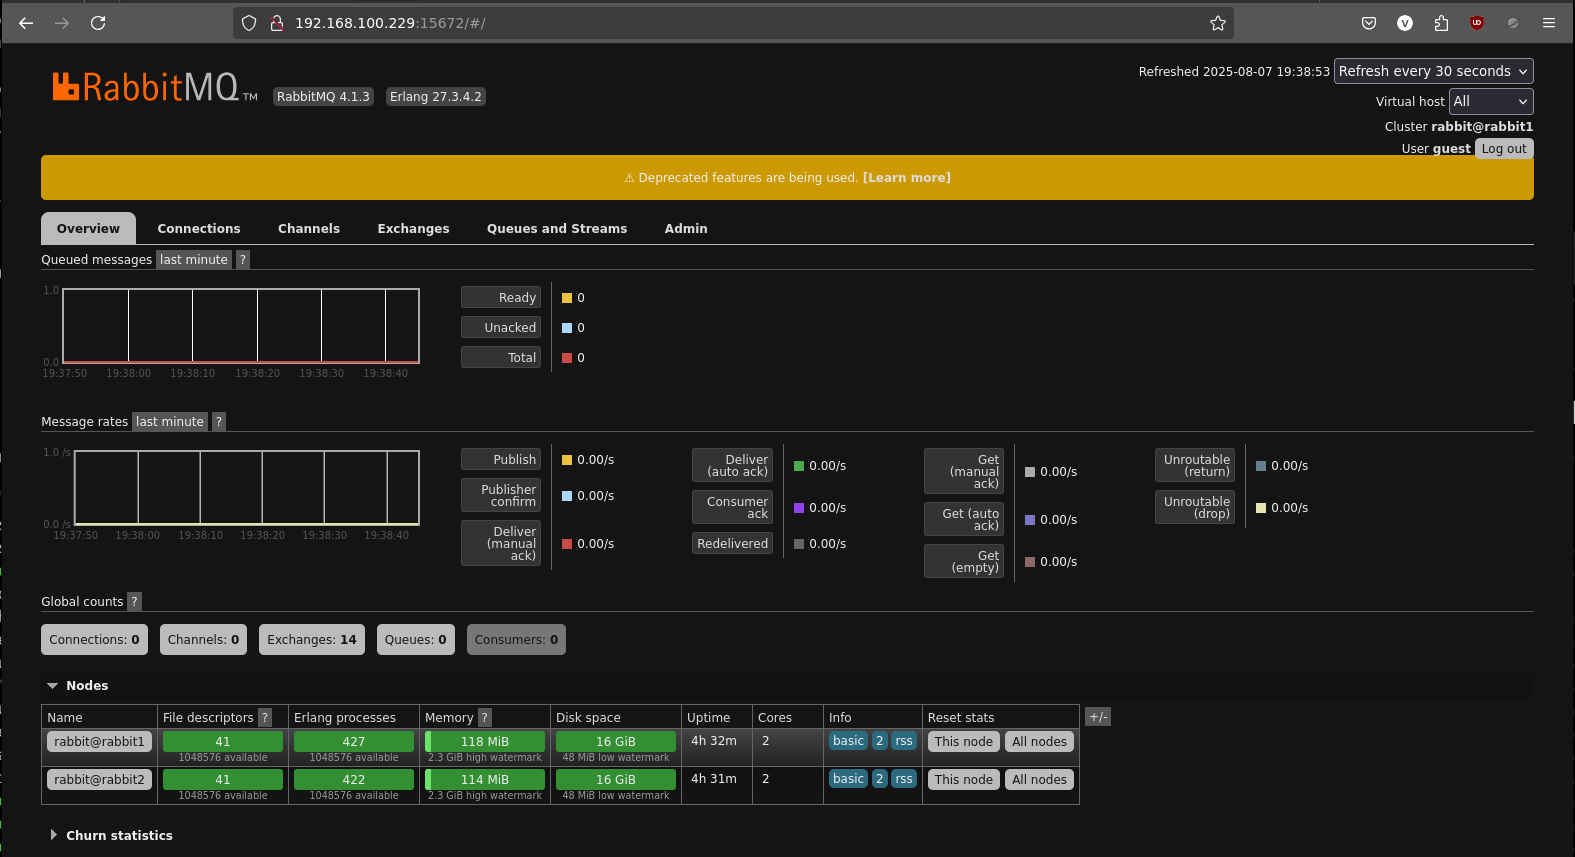 192.168.100.229:15672/#/
RabbitMQ TM
RabbitMQ 4.1.3 Erlang 27.3.4.2
Refreshed 2025-08-07 19:38:53 Refresh every 30 seconds
Virtual host All
Cluster rabbit@rabbit1
User guest Log out
⚠ Deprecated features are being used. [Learn more]
Overview Connections Channels Exchanges Queues and Streams Admin
Queued messages last minute ?
1.0
0.0
19:37:50 19:38:00 19:38:10 19:38:20 19:38:30 19:38:40
Ready 0
Unacked 0
Total 0
Message rates last minute ?
1.0 /s
0.0 /s
19:37:50 19:38:00 19:38:10 19:38:20 19:38:30 19:38:40
Publish 0.00/s
Publisher
confirm 0.00/s
Deliver
(manual
ack) 0.00/s
Deliver
(auto ack) 0.00/s
Consumer
ack 0.00/s
Redelivered 0.00/s
Get
(manual
ack) 0.00/s
Get (auto
ack) 0.00/s
Get
(empty) 0.00/s
Unroutable
(return) 0.00/s
Unroutable
(drop) 0.00/s
Global counts ?
Connections: 0 Channels: 0 Exchanges: 14 Queues: 0 Consumers: 0
Nodes
Name File descriptors ? Erlang processes Memory ? Disk space Uptime Cores Info Reset stats +/-
rabbit@rabbit1 41 427 118 MiB 16 GiB 4h 32m 2 basic 2 rss This node All nodes
1048576 available 1048576 available 2.3 GiB high watermark 48 MiB low watermark
rabbit@rabbit2 41 422 114 MiB 16 GiB 4h 31m 2 basic 2 rss This node All nodes
1048576 available 1048576 available 2.3 GiB high watermark 48 MiB low watermark
Churn statistics